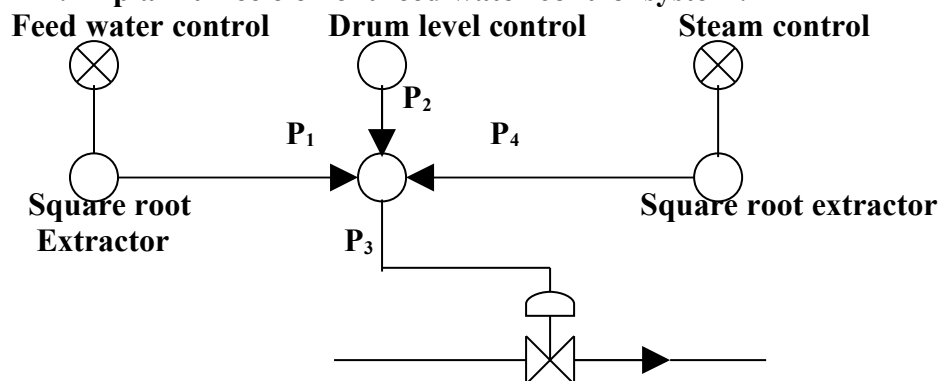 Feed water control Drum level control Steam control
P₂
P₁ P₄
Square root Square root extractor
Extractor
P₃